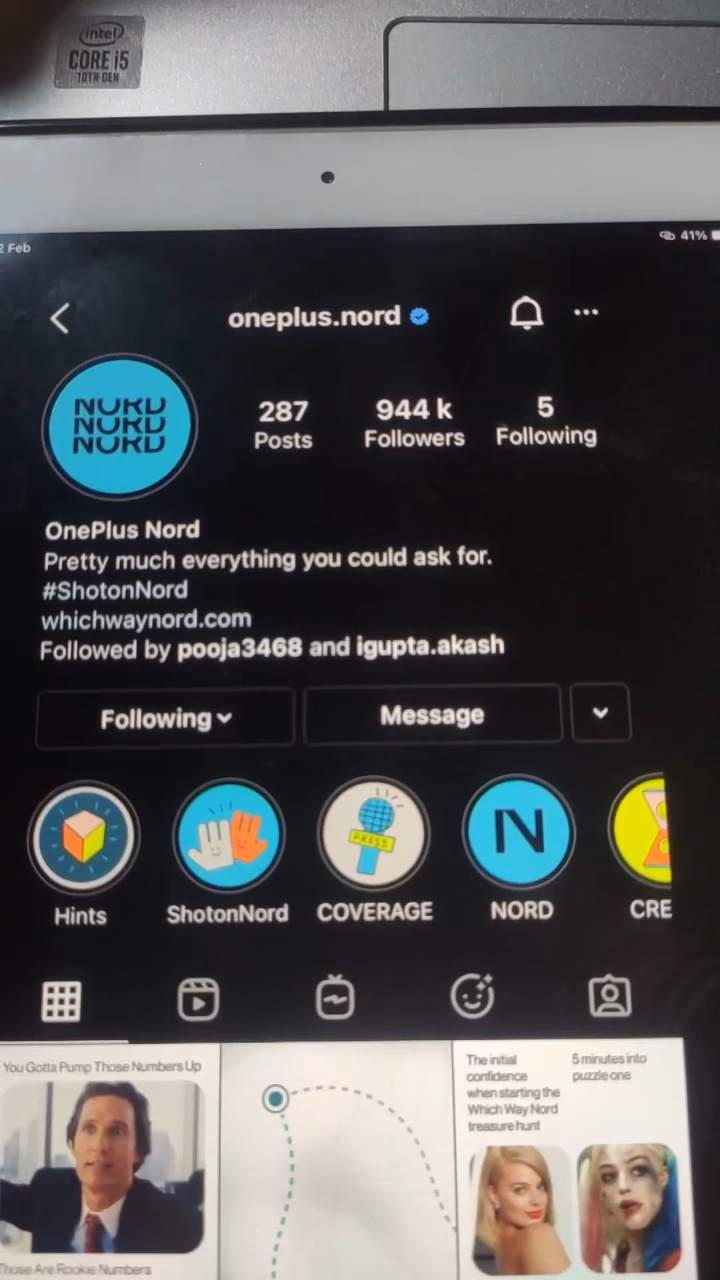 intel
CORE i5
10TH GEN
2 Feb
41%
oneplus.nord
NORD
NORD
NORD
287
Posts
944 k
Followers
5
Following
OnePlus Nord
Pretty much everything you could ask for.
#ShotonNord
whichwaynord.com
Followed by pooja3468 and igupta.akash
Following
Message
PRESS
N
Hints
ShotonNord
COVERAGE
NORD
CRE
You Gotta Pump Those Numbers Up
Those Are Rookie Numbers
The initial
confidence
when starting the
Which Way Nord
treasure hunt
5 minutes into
puzzle one